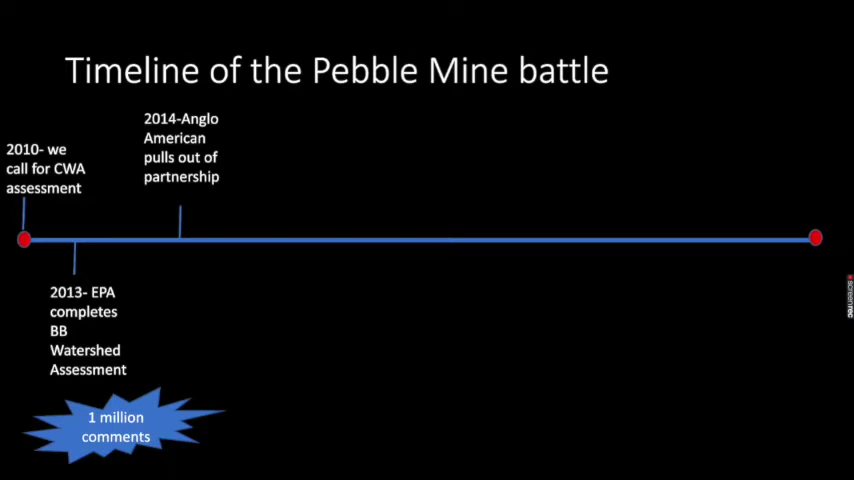 Timeline of the Pebble Mine battle
2014-Anglo
American
pulls out of
partnership
2010- we
call for CWA
assessment
2013- EPA
completes
BB
Watershed
Assessment
1 million
comments
screenrec